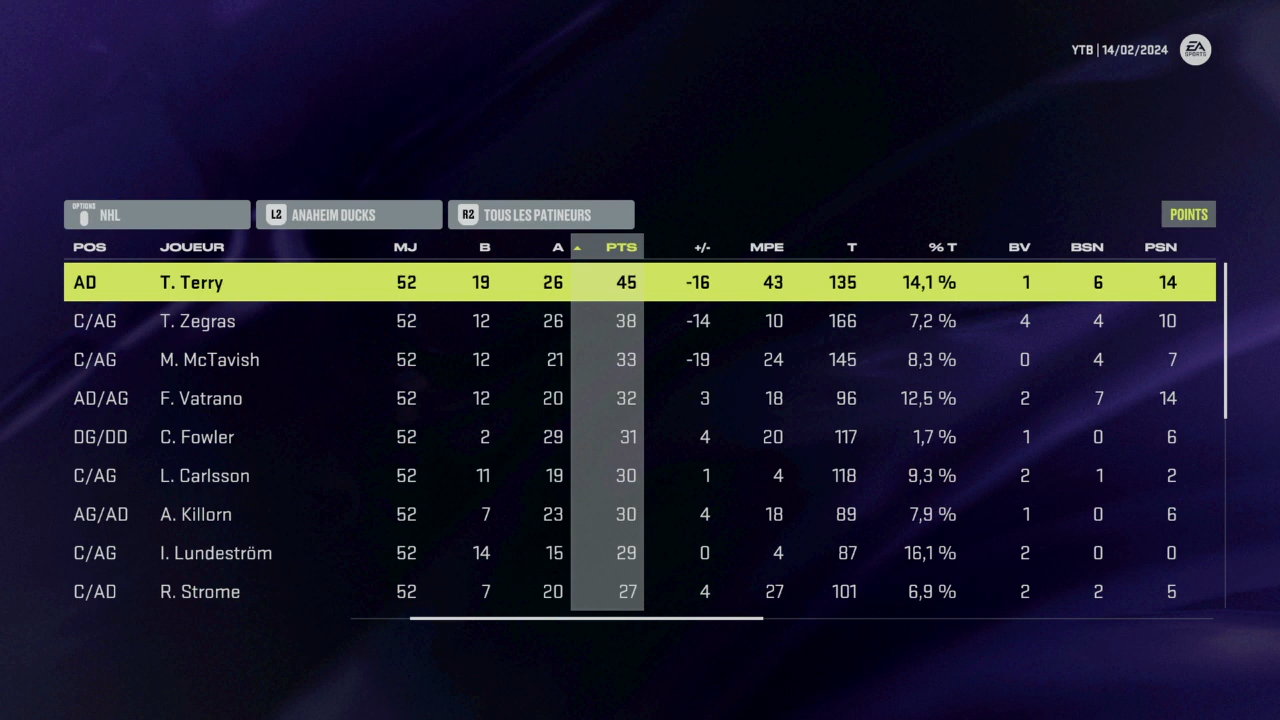 YTB | 14/02/2024 EA SPORTS
OPTIONS NHL L2 ANAHEIM DUCKS R2 TOUS LES PATINEURS POINTS
POS JOUEUR MJ B A PTS +/- MPE T % T BV BSN PSN
AD T. Terry 52 19 26 45 -16 43 135 14,1 % 1 6 14
C/AG T. Zegras 52 12 26 38 -14 10 166 7,2 % 4 4 10
C/AG M. McTavish 52 12 21 33 -19 24 145 8,3 % 0 4 7
AD/AG F. Vatrano 52 12 20 32 3 18 96 12,5 % 2 7 14
DG/DD C. Fowler 52 2 29 31 4 20 117 1,7 % 1 0 6
C/AG L. Carlsson 52 11 19 30 1 4 118 9,3 % 2 1 2
AG/AD A. Killorn 52 7 23 30 4 18 89 7,9 % 1 0 6
C/AG I. Lundeström 52 14 15 29 0 4 87 16,1 % 2 0 0
C/AD R. Strome 52 7 20 27 4 27 101 6,9 % 2 2 5